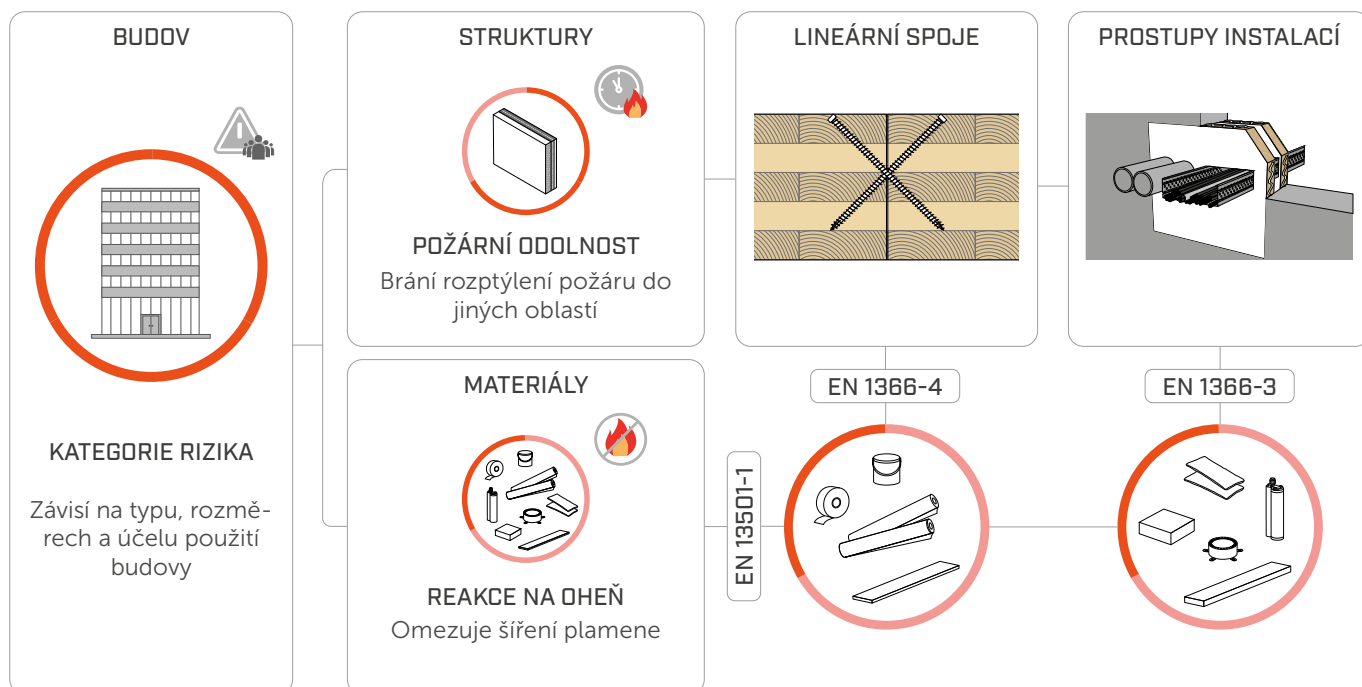 BUDOV
KATEGORIE RIZIKA
Závisí na typu, rozmě-
rech a účelu použití
budovy
STRUKTURY
POŽÁRNÍ ODOLNOST
Brání rozptýlení požáru do
jiných oblastí
MATERIÁLY
REAKCE NA OHEŇ
Omezuje šíření plamene
LINEÁRNÍ SPOJE
PROSTUPY INSTALACÍ
EN 1366-4
EN 1366-3
EN 13501-1